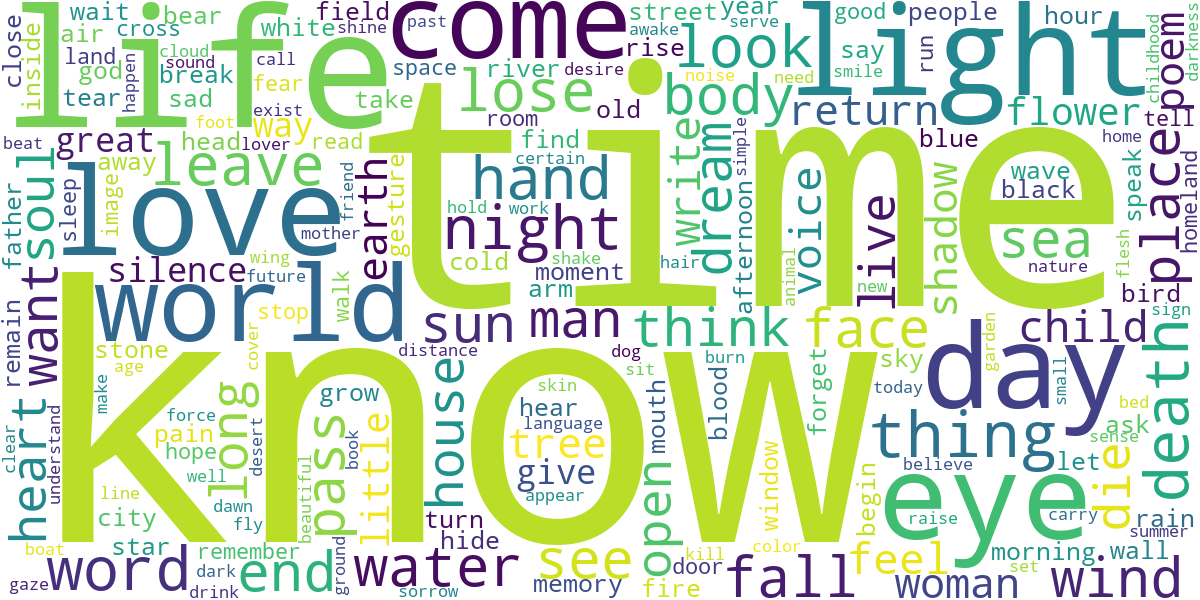 wait bear field come street year good people hour
close air cross white past shine awake serve life light look say run childhood darkness
inside land cloud sound call rise smile poem
god happen break fear space river desire lose noise need body
tear sad exist take room old return flower tell
beat great foot way head lover read find time blue home
father soul sleep away image leave love earth friend mother gesture certain hand hold work night write dream simple voice live shadow wave black speak place homeland
want silence wing future cold shake moment hair afternoon animal new sea nature flesh bird
remain world walk stop arm sun man think face child sign
stone age cover distance dog sit burn sky garden day small
make know grow house skin hear mouth blood forget today thing death
heart clear understand force pain hope long desert book pass little language tree give window believe let ask bed sense
well line dawn beautiful appear open begin eye die
city fly turn raise carry rain
boat star remember hide see door kill color feel morning wall summer
gaze word dark drink end ground sorrow water memory fire fall woman set wind